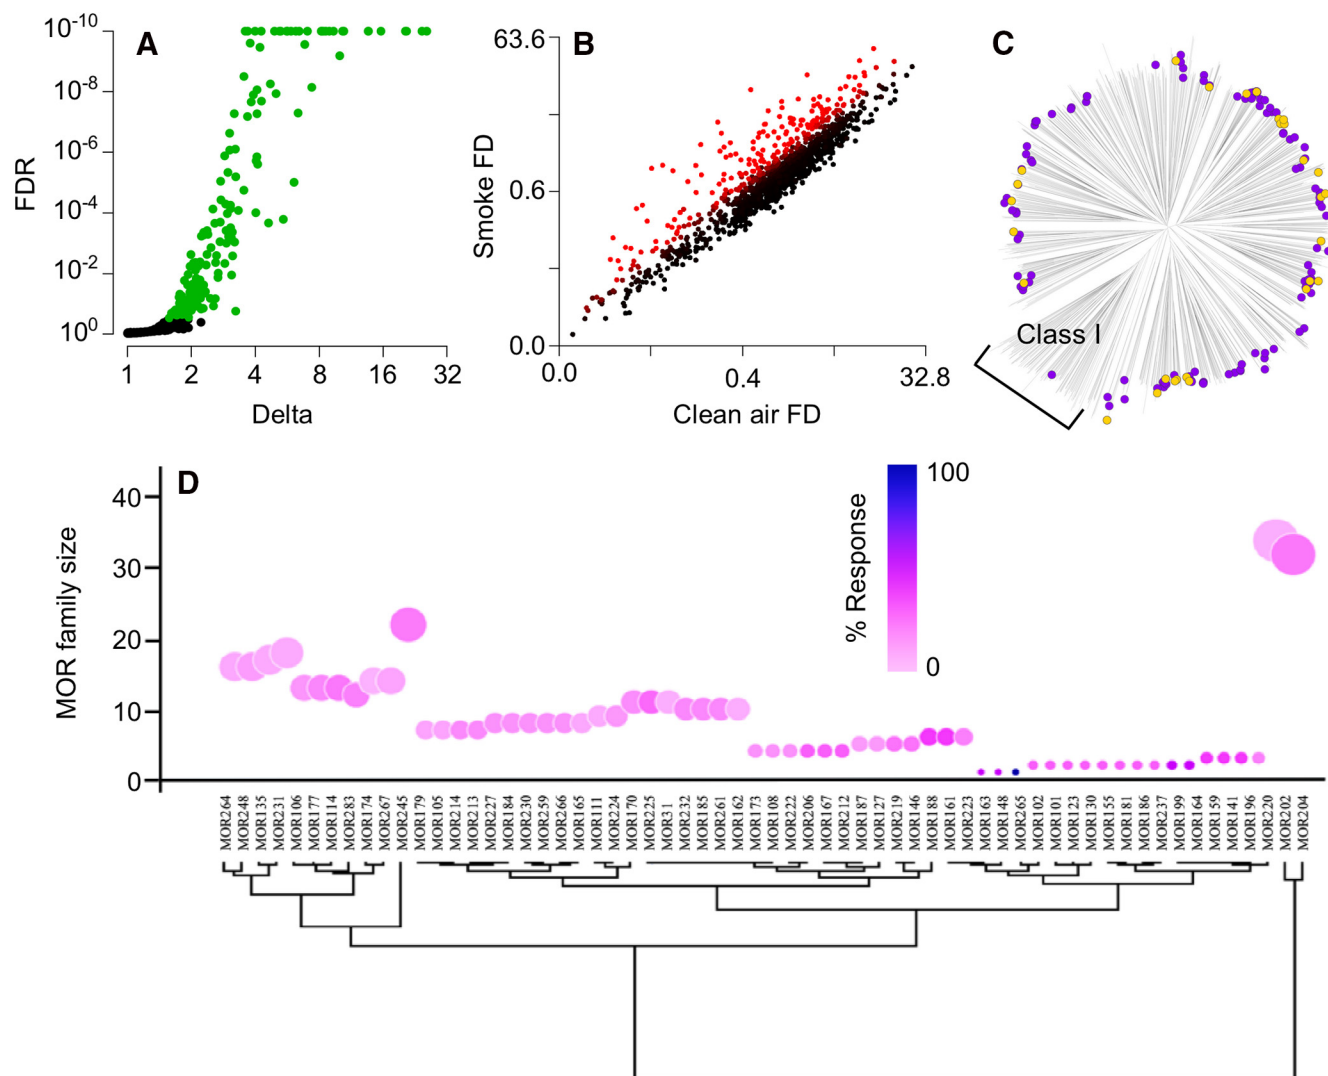 A
FDR
10-10
10-8
10-6
10-4
10-2
100
1 2 4 8 16 32
Delta
B
Smoke FD
63.6
0.6
0.0
0.0 0.4 32.8
Clean air FD
C
Class I
D
MOR family size
40
30
20
10
0
% Response
100
0
MOR264
MOR248
MOR135
MOR231
MOR106
MOR177
MOR114
MOR283
MOR174
MOR267
MOR245
MOR179
MOR105
MOR214
MOR213
MOR227
MOR184
MOR230
MOR259
MOR266
MOR165
MOR111
MOR224
MOR170
MOR225
MOR31
MOR232
MOR185
MOR261
MOR162
MOR173
MOR108
MOR222
MOR206
MOR167
MOR212
MOR187
MOR127
MOR219
MOR146
MOR188
MOR161
MOR223
MOR163
MOR148
MOR265
MOR102
MOR101
MOR123
MOR130
MOR155
MOR181
MOR186
MOR237
MOR199
MOR164
MOR159
MOR141
MOR196
MOR220
MOR202
MOR204